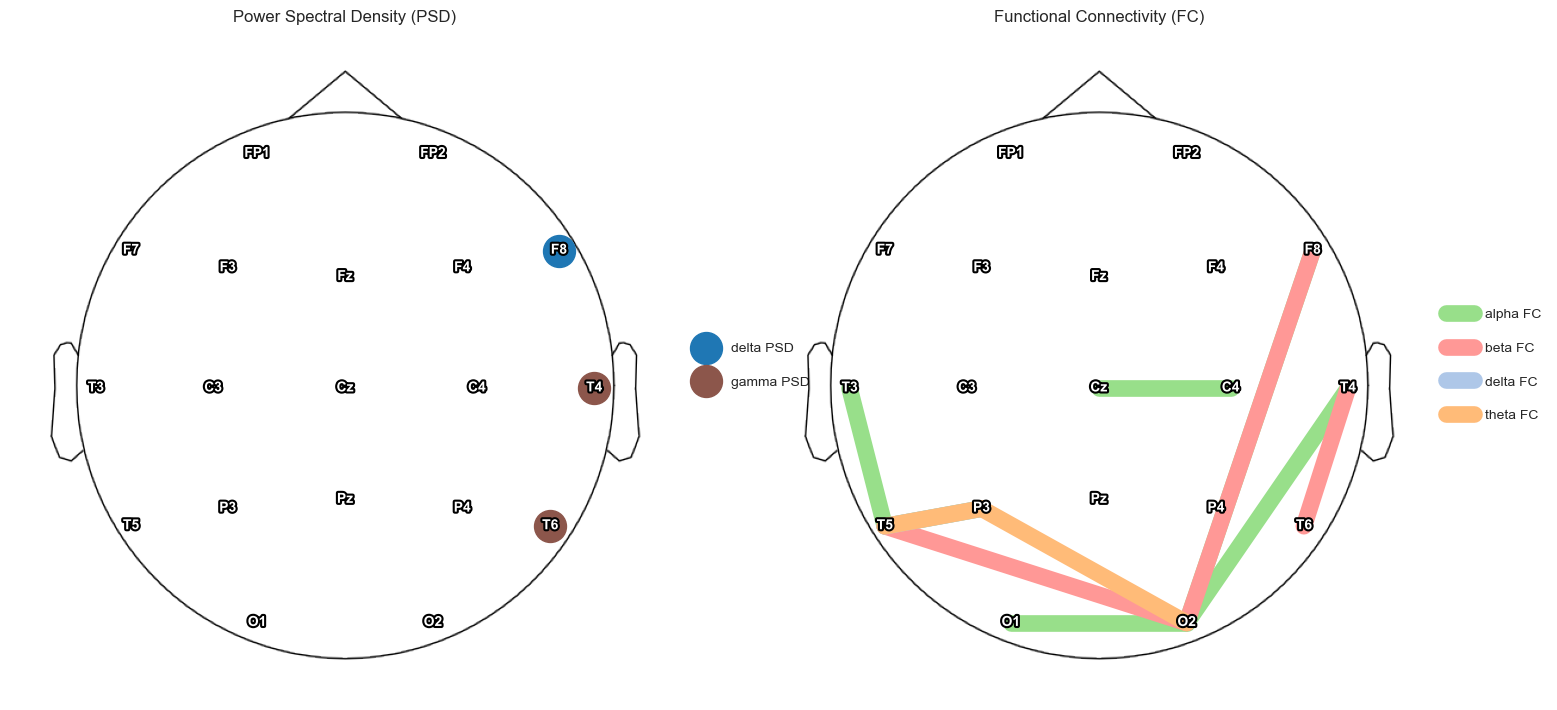 Power Spectral Density (PSD)
FP1 FP2
F7 F3 Fz F4 F8
T3 C3 Cz C4 T4
T5 P3 Pz P4 T6
O1 O2
delta PSD
gamma PSD
Functional Connectivity (FC)
FP1 FP2
F7 F3 Fz F4 F8
T3 C3 Cz C4 T4
T5 P3 Pz P4 T6
O1 O2
alpha FC
beta FC
delta FC
theta FC